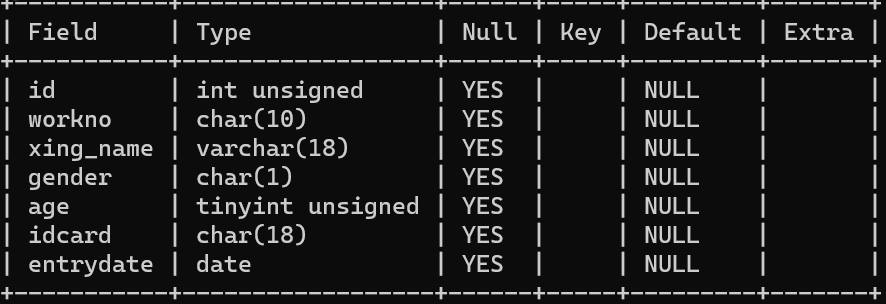 | Field | Type | Null | Key | Default | Extra |
| id | int unsigned | YES | | NULL | |
| workno | char(10) | YES | | NULL | |
| xing_name | varchar(18) | YES | | NULL | |
| gender | char(1) | YES | | NULL | |
| age | tinyint unsigned | YES | | NULL | |
| idcard | char(18) | YES | | NULL | |
| entrydate | date | YES | | NULL | |